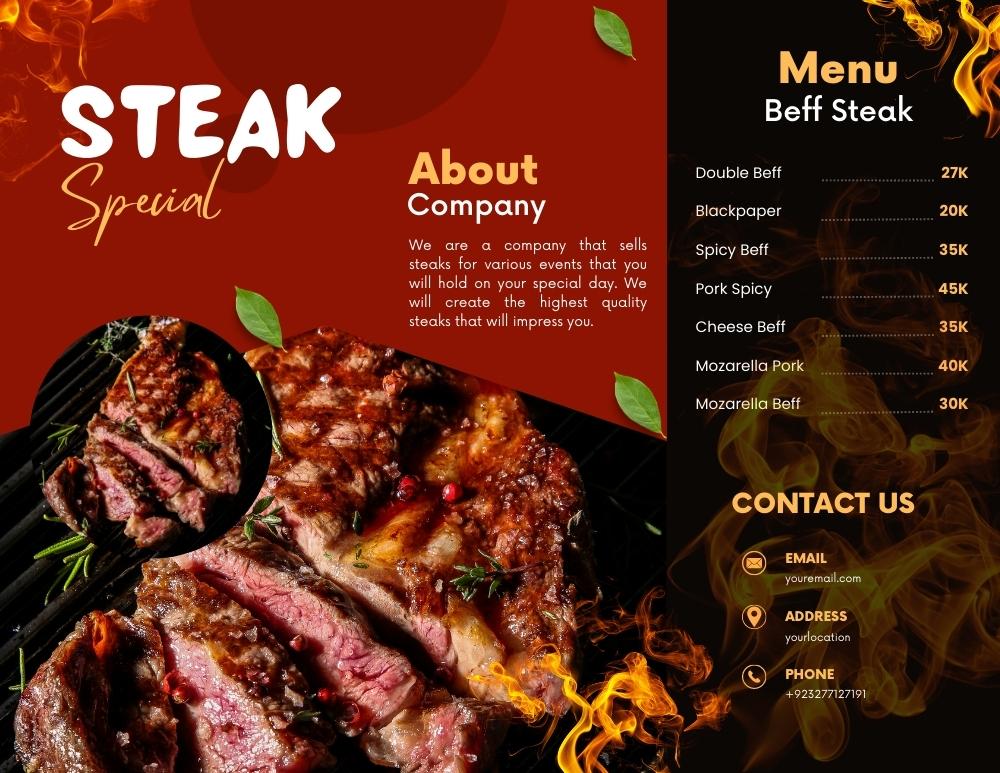 STEAK
Special
About
Company
We are a company that sells
steaks for various events that you
will hold on your special day. We
will create the highest quality
steaks that will impress you.
Menu
Beff Steak
Double Beff 27K
Blackpaper 20K
Spicy Beff 35K
Pork Spicy 45K
Cheese Beff 35K
Mozarella Pork 40K
Mozarella Beff 30K
CONTACT US
EMAIL
youremail.com
ADDRESS
yourlocation
PHONE
+923277127191